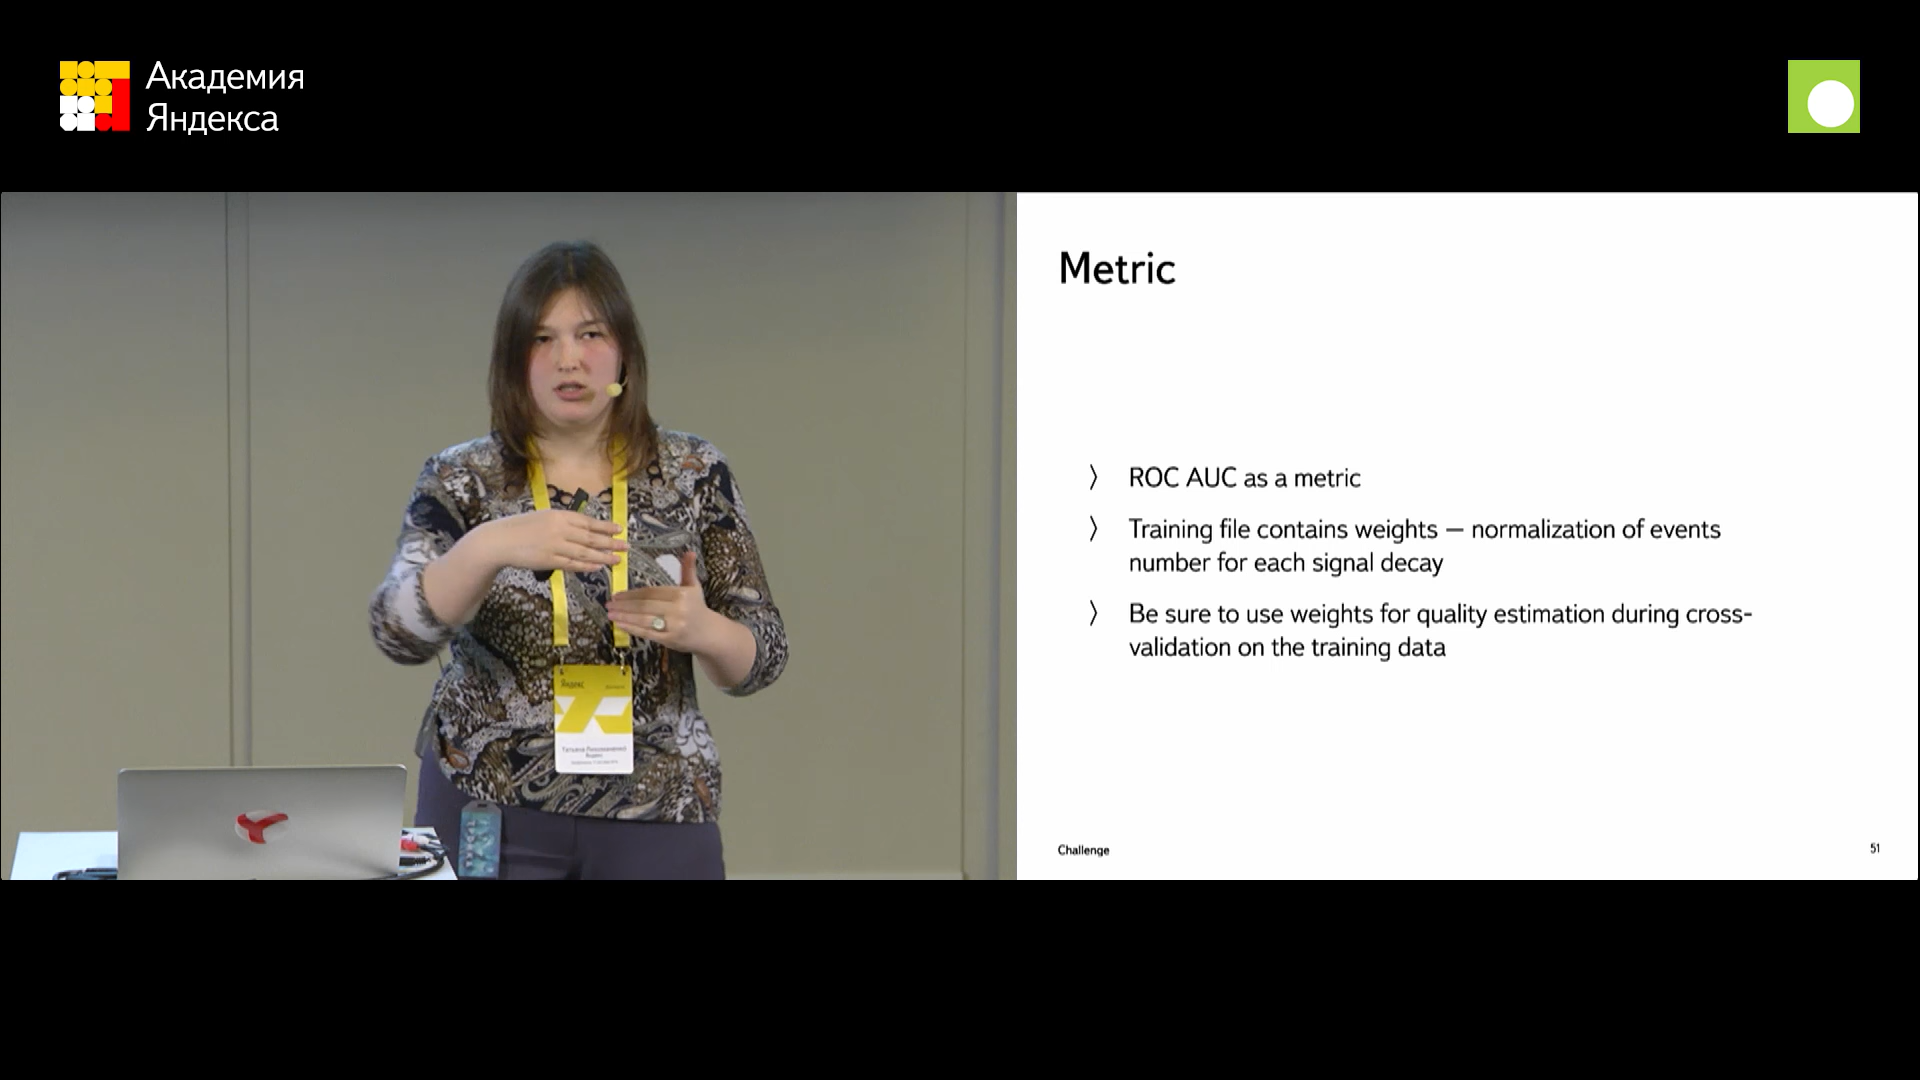 Академия
Яндекса
Metric
〉 ROC AUC as a metric
〉 Training file contains weights — normalization of events
number for each signal decay
〉 Be sure to use weights for quality estimation during cross-
validation on the training data
Challenge
51
Яндекс